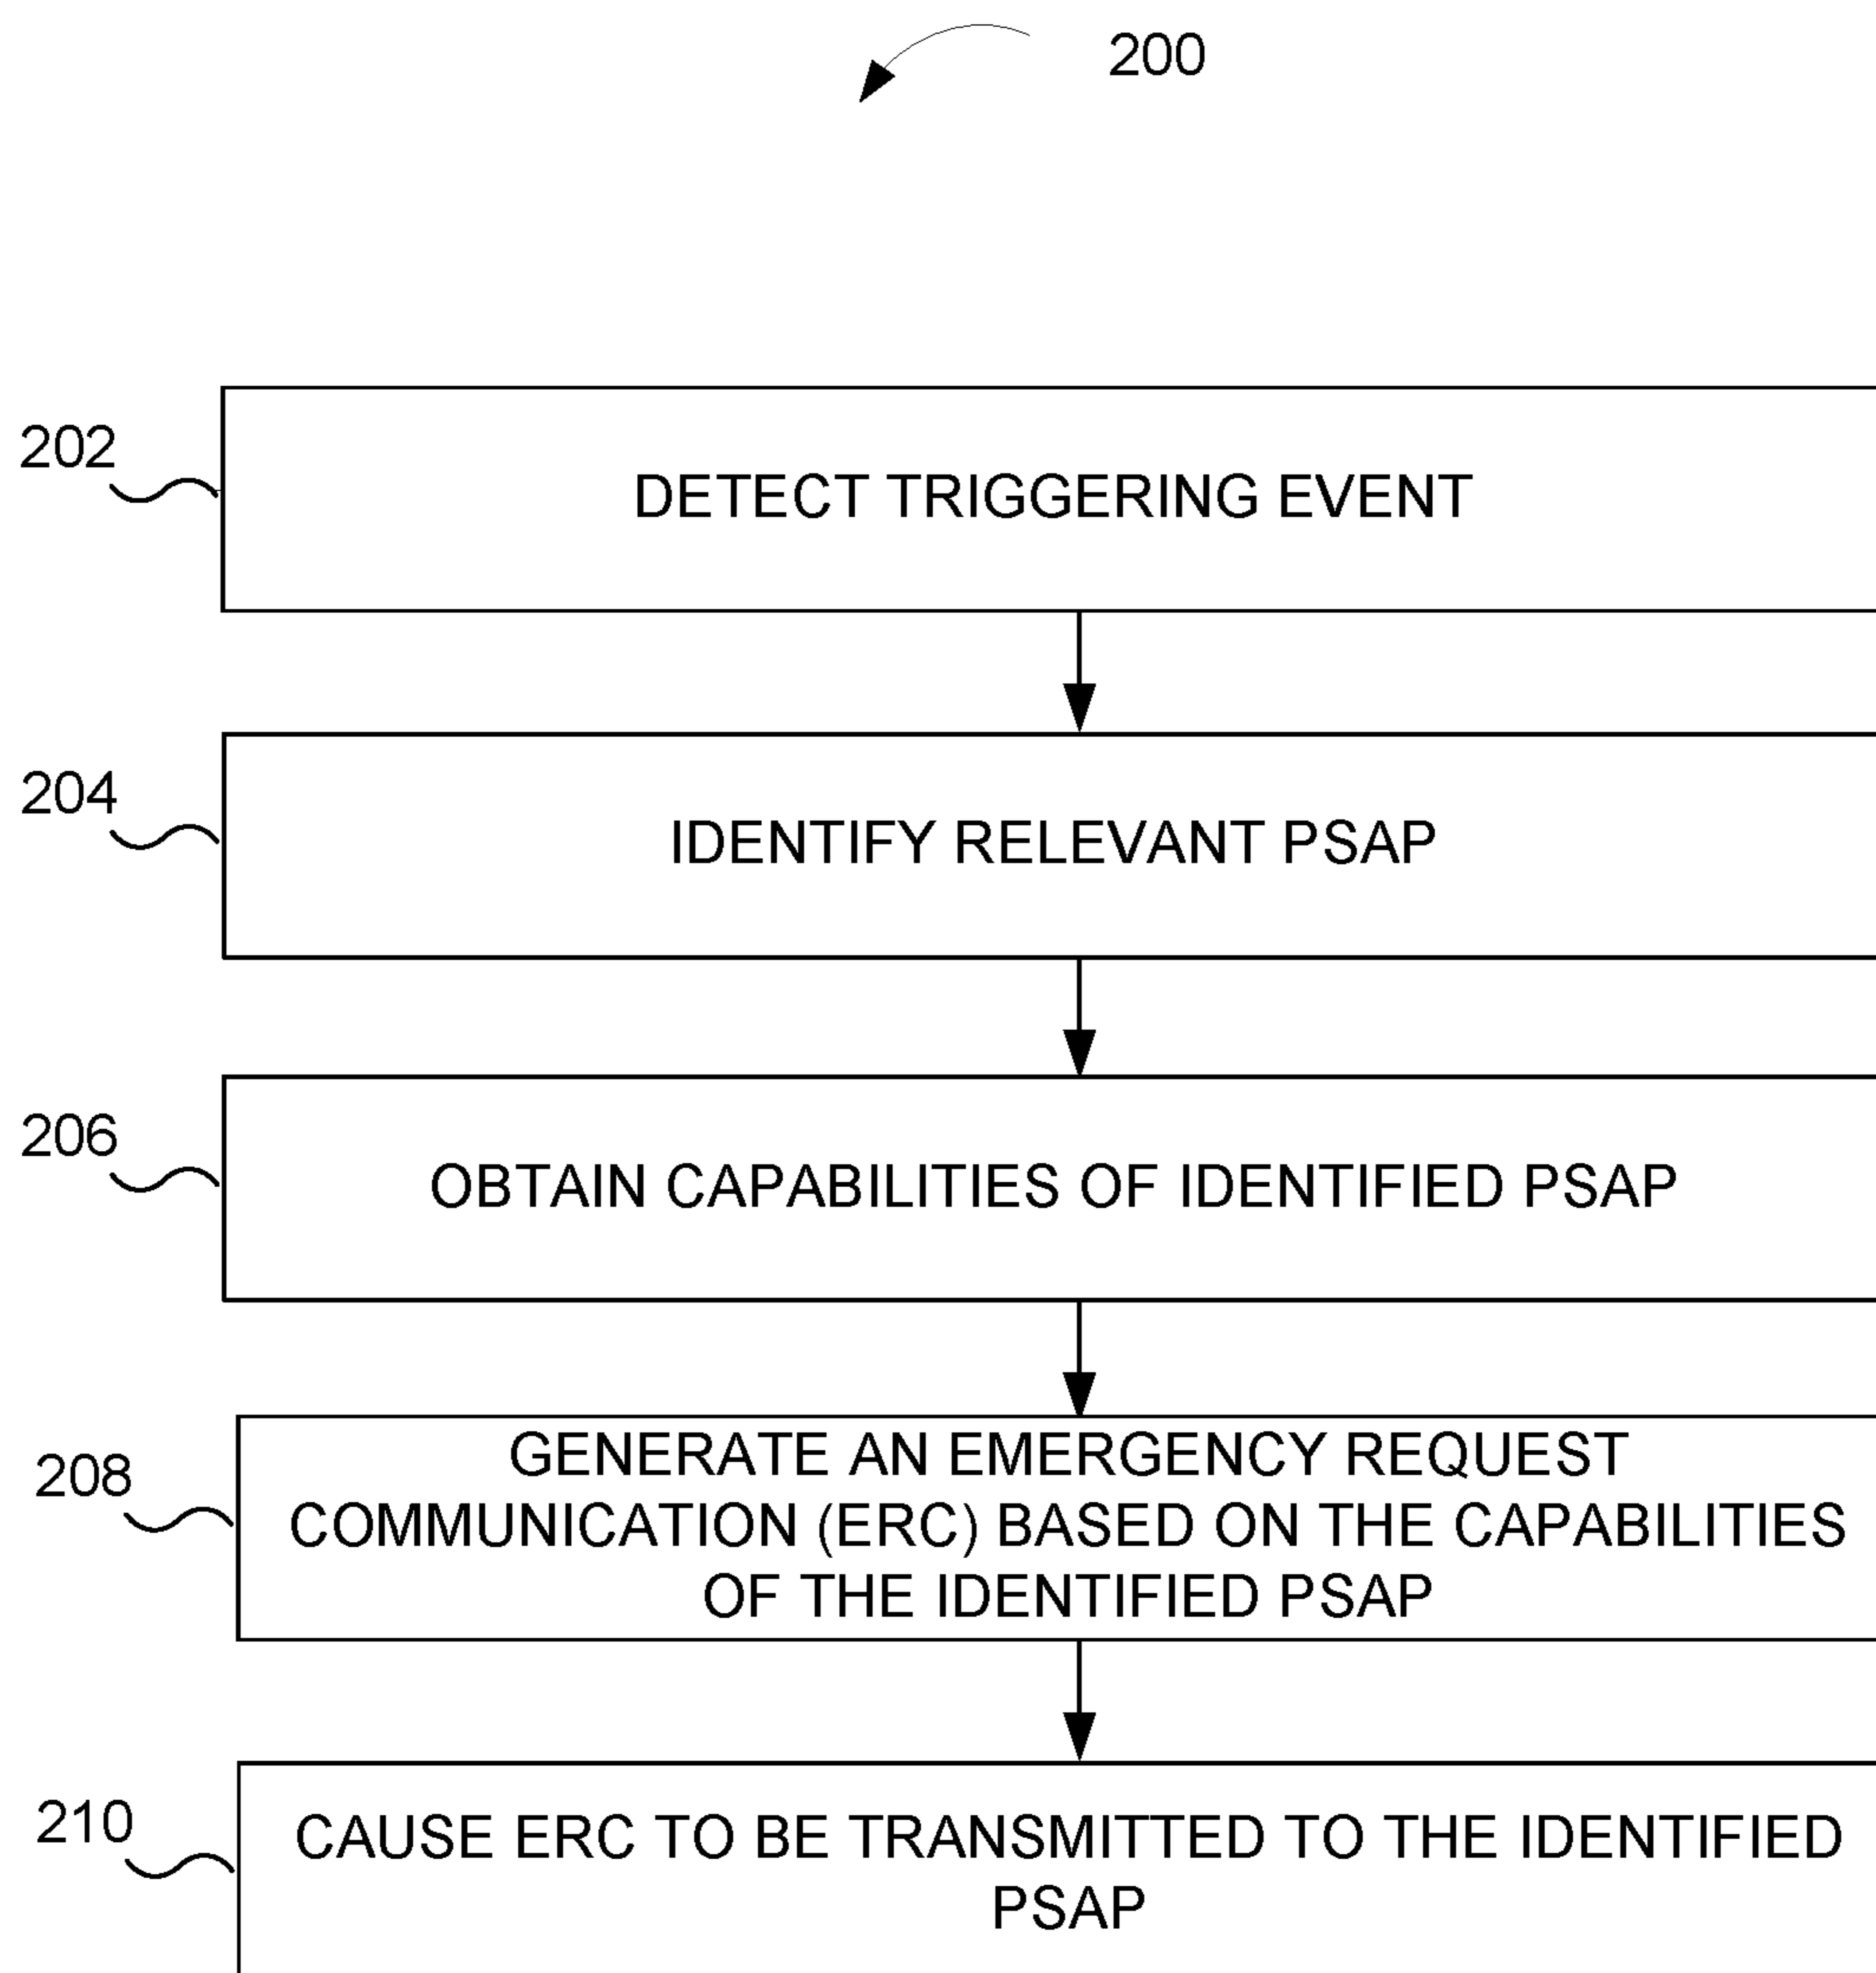 200
202
DETECT TRIGGERING EVENT
204
IDENTIFY RELEVANT PSAP
206
OBTAIN CAPABILITIES OF IDENTIFIED PSAP
208
GENERATE AN EMERGENCY REQUEST
COMMUNICATION (ERC) BASED ON THE CAPABILITIES
OF THE IDENTIFIED PSAP
210
CAUSE ERC TO BE TRANSMITTED TO THE IDENTIFIED
PSAP